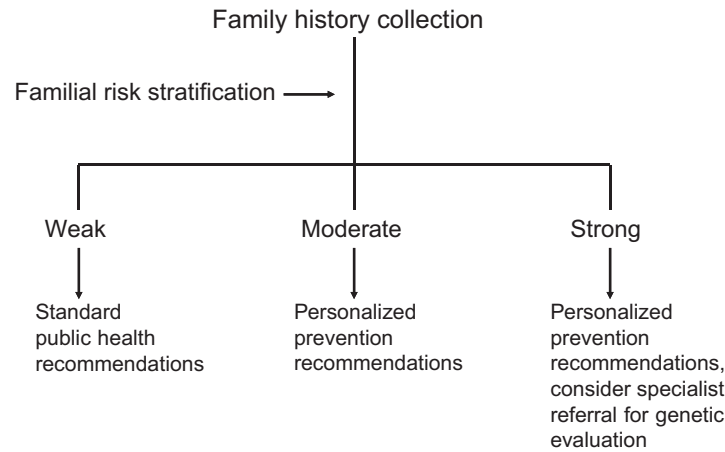 Family history collection
Familial risk stratification
Weak
Moderate
Strong
Standard
public health
recommendations
Personalized
prevention
recommendations
Personalized
prevention
recommendations,
consider specialist
referral for genetic
evaluation